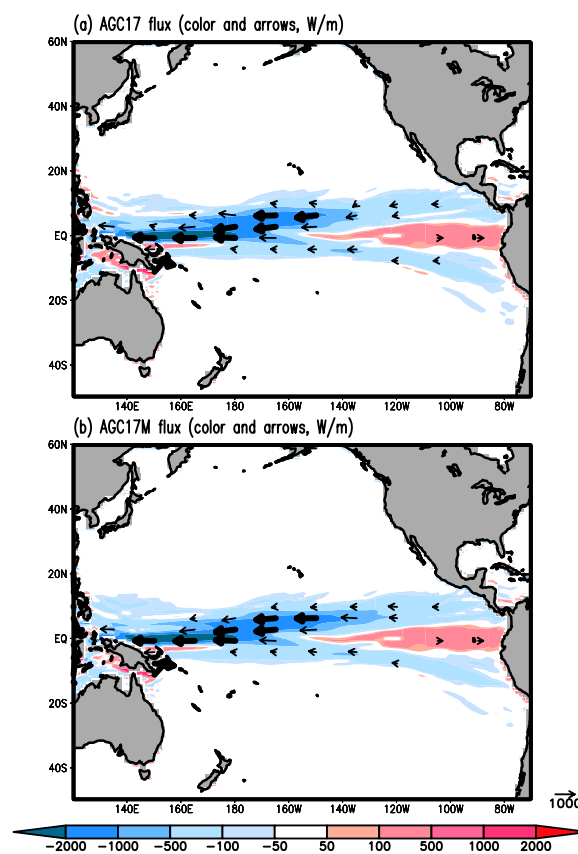 (a) AGC17 flux (color and arrows, W/m)
60N
40N
20N
EQ
20S
40S
140E 160E 180 160W 140W 120W 100W 80W
(b) AGC17M flux (color and arrows, W/m)
60N
40N
20N
EQ
20S
40S
140E 160E 180 160W 140W 120W 100W 80W
1000
-2000 -1000 -500 -100 -50 50 100 500 1000 2000